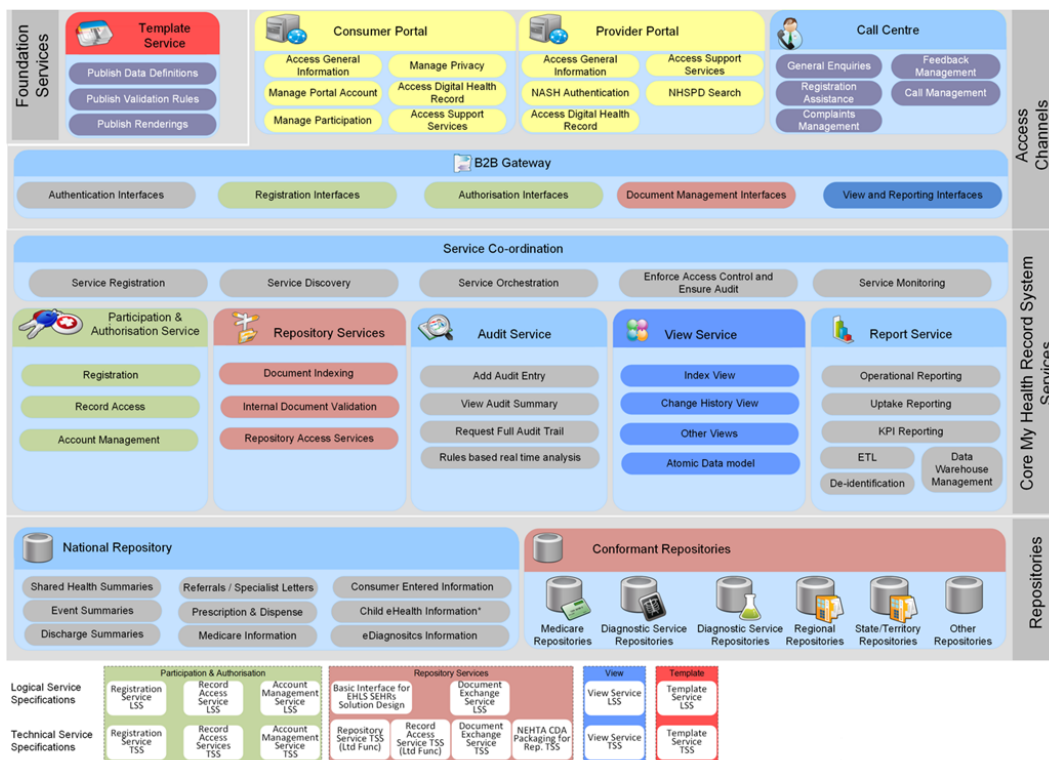 Foundation
Services
Template
Service
Publish Data Definitions
Publish Validation Rules
Publish Renderings
Consumer Portal
Access General
Information
Manage Privacy
Manage Portal Account
Access Digital Health
Record
Manage Participation
Access Support
Services
Provider Portal
Access General
Information
Access Support
Services
NASH Authentication
NHSPD Search
Access Digital Health
Record
Call Centre
General Enquiries
Feedback
Management
Registration
Assistance
Call Management
Complaints
Management
Access
Channels
B2B Gateway
Authentication Interfaces
Registration Interfaces
Authorisation Interfaces
Document Management Interfaces
View and Reporting Interfaces
Service Co-ordination
Service Registration
Service Discovery
Service Orchestration
Enforce Access Control and
Ensure Audit
Service Monitoring
Core My Health Record System
Services
Participation &
Authorisation Service
Registration
Record Access
Account Management
Repository Services
Document Indexing
Internal Document Validation
Repository Access Services
Audit Service
Add Audit Entry
View Audit Summary
Request Full Audit Trail
Rules based real time analysis
View Service
Index View
Change History View
Other Views
Atomic Data model
Report Service
Operational Reporting
Uptake Reporting
KPI Reporting
ETL
De-identification
Data
Warehouse
Management
Repositories
National Repository
Shared Health Summaries
Referrals / Specialist Letters
Consumer Entered Information
Event Summaries
Prescription & Dispense
Child eHealth Information*
Discharge Summaries
Medicare Information
eDiagnositcs Information
Conformant Repositories
Medicare
Repositories
Diagnostic Service
Repositories
Diagnostic Service
Repositories
Regional
Repositories
State/Territory
Repositories
Other
Repositories
Logical Service
Specifications
Technical Service
Specifications
Participation & Authorisation
Registration
Service
LSS
Record
Access
Service
LSS
Account
Management
Service
LSS
Registration
Service
TSS
Record
Access
Services
TSS
Account
Management
Service
TSS
Repository Services
Basic Interface for
EHLS SEHRs
Solution Design
Document
Exchange
Service
LSS
Repository
Service TSS
(Ltd Func)
Record
Access
Service TSS
(Ltd Func)
Document
Exchange
Service
TSS
NEHTA CDA
Packaging for
Rep. TSS
View
View Service
LSS
View Service
TSS
Template
Template
Service
LSS
Template
Service
TSS